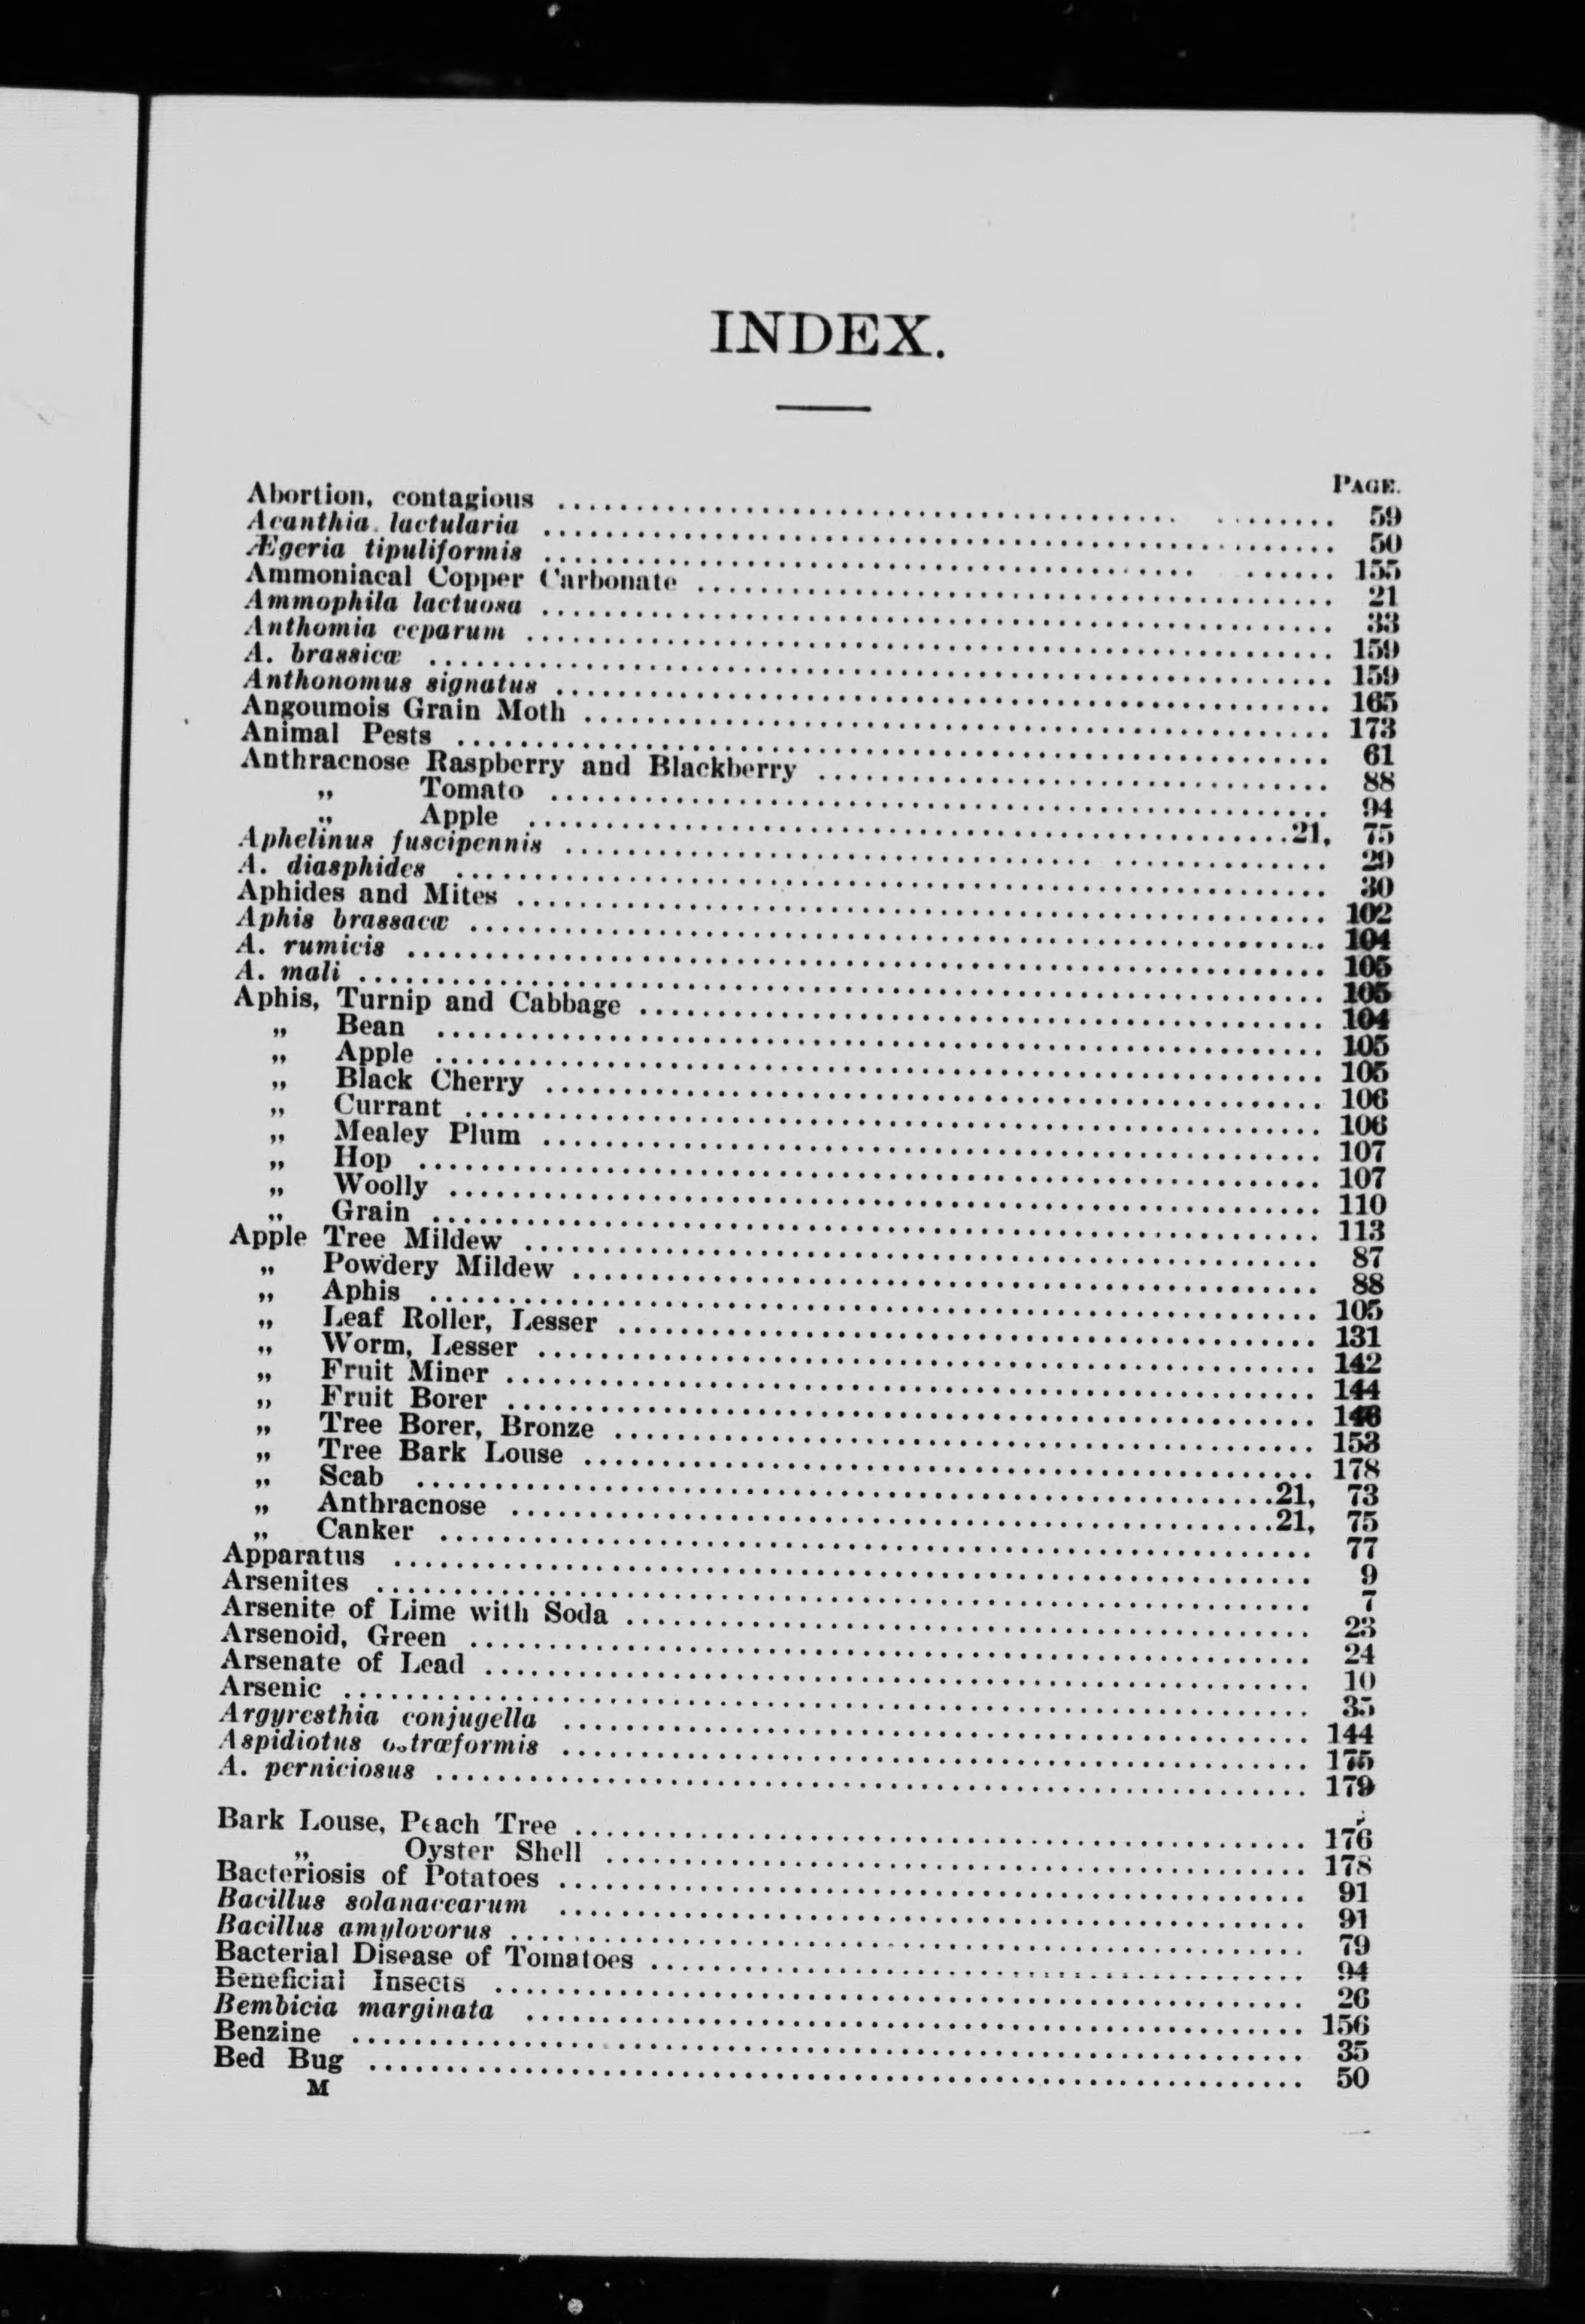 INDEX.
PAGE.
Abortion, contagious ........ 59
Acanthia lactularia ........ 50
Ægeria tipuliformis ........ 155
Ammoniacal Copper Carbonate ........ 21
Ammophila lactuosa ........ 33
Anthomia ceparum ........ 159
A. brassicæ ........ 159
Anthonomus signatus ........ 165
Angoumois Grain Moth ........ 173
Animal Pests ........ 61
Anthracnose Raspberry and Blackberry ........ 88
„ Tomato ........ 94
„ Apple ........ 21, 75
Aphelinus fuscipennis ........ 29
A. diasphides ........ 30
Aphides and Mites ........ 102
Aphis brassacæ ........ 104
A. rumicis ........ 105
A. mali ........ 105
Aphis, Turnip and Cabbage ........ 104
„ Bean ........ 105
„ Apple ........ 105
„ Black Cherry ........ 106
„ Currant ........ 106
„ Mealey Plum ........ 107
„ Hop ........ 107
„ Woolly ........ 110
„ Grain ........ 113
Apple Tree Mildew ........ 87
„ Powdery Mildew ........ 88
„ Aphis ........ 105
„ Leaf Roller, Lesser ........ 131
„ Worm, Lesser ........ 142
„ Fruit Miner ........ 144
„ Fruit Borer ........
„ Tree Borer, Bronze ........ 153
„ Tree Bark Louse ........ 178
„ Scab ........ 21, 73
„ Anthracnose ........ 21, 75
„ Canker ........ 77
Apparatus ........ 9
Arsenites ........ 7
Arsenite of Lime with Soda ........ 23
Arsenoid, Green ........ 24
Arsenate of Lead ........ 10
Arsenic ........ 35
Argyresthia conjugella ........ 144
Aspidiotus ostræformis ........ 175
A. perniciosus ........ 179
Bark Louse, Peach Tree ........ 176
„ Oyster Shell ........ 178
Bacteriosis of Potatoes ........ 91
Bacillus solanacearum ........ 91
Bacillus amylovorus ........ 79
Bacterial Disease of Tomatoes ........ 94
Beneficial Insects ........ 26
Bembicia marginata ........ 156
Benzine ........ 35
Bed Bug ........ 50
M